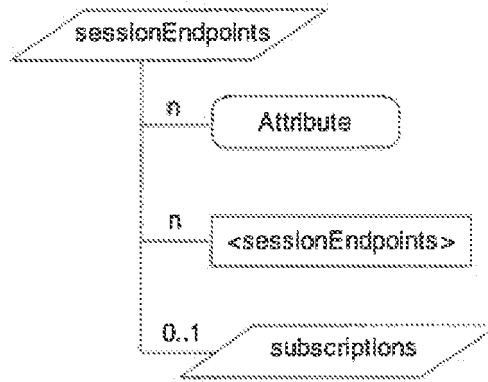 sessionEndpoints
n
Attribute
n
<sessionEndpoints>
0..1
subscriptions